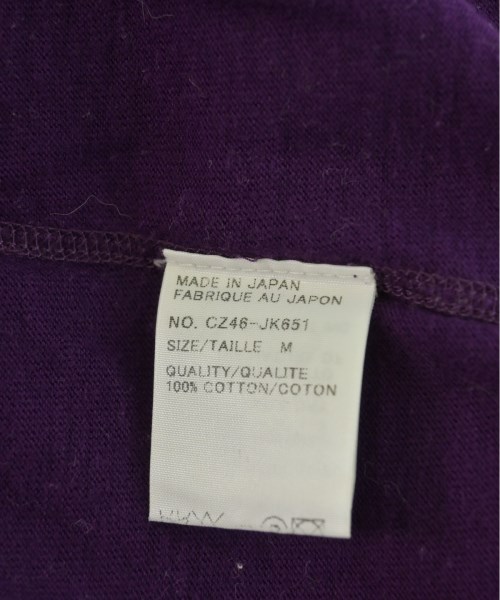 MADE IN JAPAN
FABRIQUE AU JAPON
NO. CZ46-JK651
SIZE/TAILLE M
QUALITY/QUALITE
100% COTTON/COTON